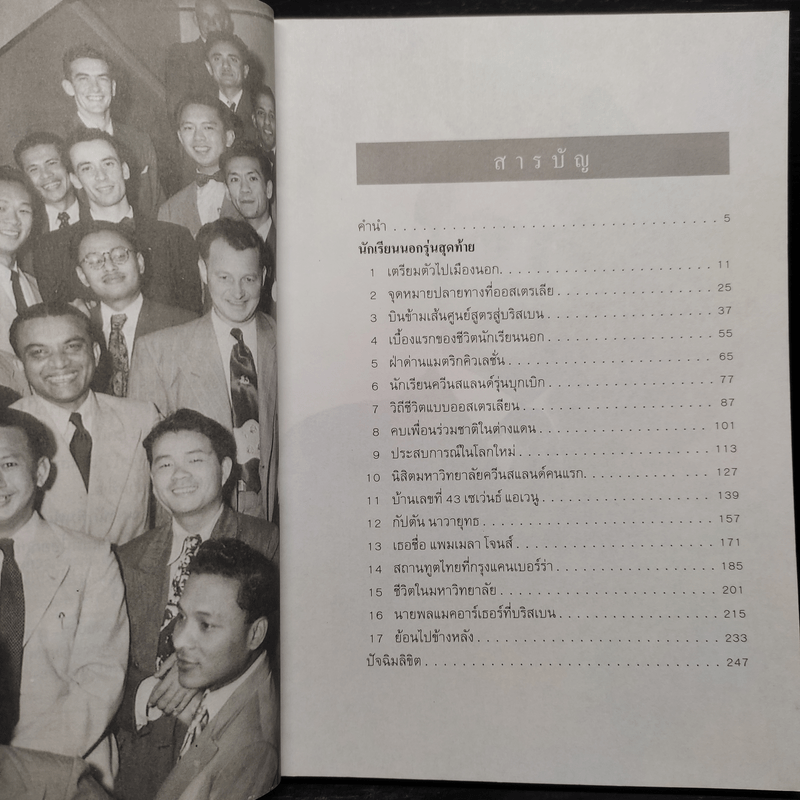 สารบัญ
คำนำ . . . . . . . . . . . . . . . . . . . . . . . . . . . . . . . . . . 5
นักเรียนนอกรุ่นสุดท้าย
1 เตรียมตัวไปเมืองนอก. . . . . . . . . . . . . . . . . . . . . . . 11
2 จุดหมายปลายทางที่ออสเตรเลีย . . . . . . . . . . . . . . . . . 25
3 บินข้ามเส้นศูนย์สูตรสู่บริสเบน . . . . . . . . . . . . . . . . . . 37
4 เบื้องแรกของชีวิตนักเรียนนอก . . . . . . . . . . . . . . . . . . 55
5 ฝ่าด่านแมตริกคิวเลชั่น . . . . . . . . . . . . . . . . . . . . . . 65
6 นักเรียนควีนสแลนด์รุ่นบุกเบิก . . . . . . . . . . . . . . . . . . 77
7 วิถีชีวิตแบบออสเตรเลียน . . . . . . . . . . . . . . . . . . . . 87
8 คบเพื่อนร่วมชาติในต่างแดน . . . . . . . . . . . . . . . . . . 101
9 ประสบการณ์ในโลกใหม่ . . . . . . . . . . . . . . . . . . . . 113
10 นิสิตมหาวิทยาลัยควีนสแลนด์คนแรก. . . . . . . . . . . . . . 127
11 บ้านเลขที่ 43 เซเว่นธ์ แอเวนู . . . . . . . . . . . . . . . . . . 139
12 กัปตัน นาวายุทธ . . . . . . . . . . . . . . . . . . . . . . . . 157
13 เธอชื่อ แพมเมลา โจนส์ . . . . . . . . . . . . . . . . . . . . 171
14 สถานทูตไทยที่กรุงแคนเบอร์ร่า . . . . . . . . . . . . . . . . . 185
15 ชีวิตในมหาวิทยาลัย . . . . . . . . . . . . . . . . . . . . . . 201
16 นายพลแมคอาร์เธอร์ที่บริสเบน . . . . . . . . . . . . . . . . . 215
17 ย้อนไปข้างหลัง . . . . . . . . . . . . . . . . . . . . . . . . . 233
ปัจฉิมลิขิต . . . . . . . . . . . . . . . . . . . . . . . . . . . . . . 247